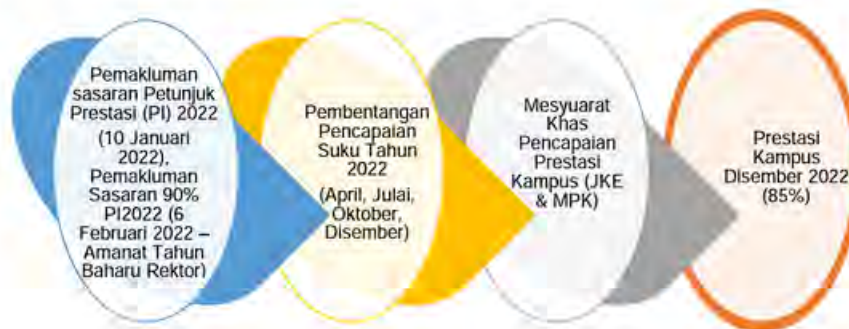 Pemakluman
sasaran Petunjuk
Prestasi (PI) 2022
(10 Januari
2022),
Pemakluman
Sasaran 90%
PI2022 (6
Februari 2022 –
Amanat Tahun
Baharu Rektor)
Pembentangan
Pencapaian
Suku Tahun
2022
(April, Julai,
Oktober,
Disember)
Mesyuarat
Khas
Pencapaian
Prestasi
Kampus (JKE
& MPK)
Prestasi
Kampus
Disember 2022
(85%)